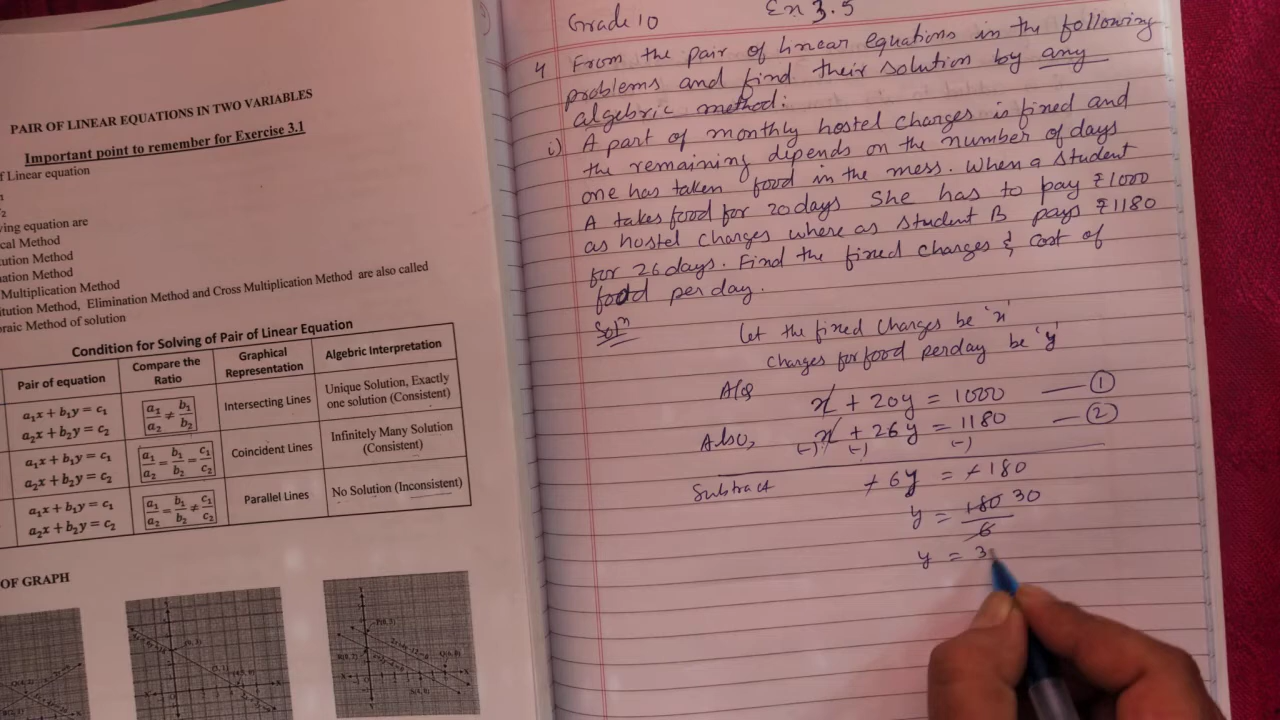 PAIR OF LINEAR EQUATIONS IN TWO VARIABLES
Important point to remember for Exercise 3.1
Linear equation
ving equation are
cal Method
ution Method
nation Method
Multiplication Method
itution Method, Elimination Method and Cross Multiplication Method are also called
braic Method of solution
Condition for Solving of Pair of Linear Equation
Pair of equation Compare the Ratio Graphical Representation Algebric Interpretation
a₁x + b₁y = c₁
a₂x + b₂y = c₂
a₁/a₂ ≠ b₁/b₂
Intersecting Lines
Unique Solution, Exactly
one solution (Consistent)
a₁x + b₁y = c₁
a₂x + b₂y = c₂
a₁/a₂ = b₁/b₂ = c₁/c₂
Coincident Lines
Infinitely Many Solution
(Consistent)
a₁x + b₁y = c₁
a₂x + b₂y = c₂
a₁/a₂ = b₁/b₂ ≠ c₁/c₂
Parallel Lines
No Solution (Inconsistent)
OF GRAPH
Grade 10 Ex 3.5
4 From the pair of linear equations in the following
problems and find their solution by any
algebric method:
i) A part of monthly hostel charges is fixed and
the remaining depends on the number of days
one has taken food in the mess. When a student
A takes food for 20 days She has to pay ₹1000
as hostel charges where as student B pays ₹1180
for 26 days. Find the fixed charges & cost of
food per day.
Solⁿ Let the fixed charges be 'x'
Charges for food per day be 'y'
A/Q x + 20y = 1000 — ①
Also, x + 26y = 1180 — ②
(-) (-) (-)
Subtract + 6y = + 180
y = 180/6 30
y = 3